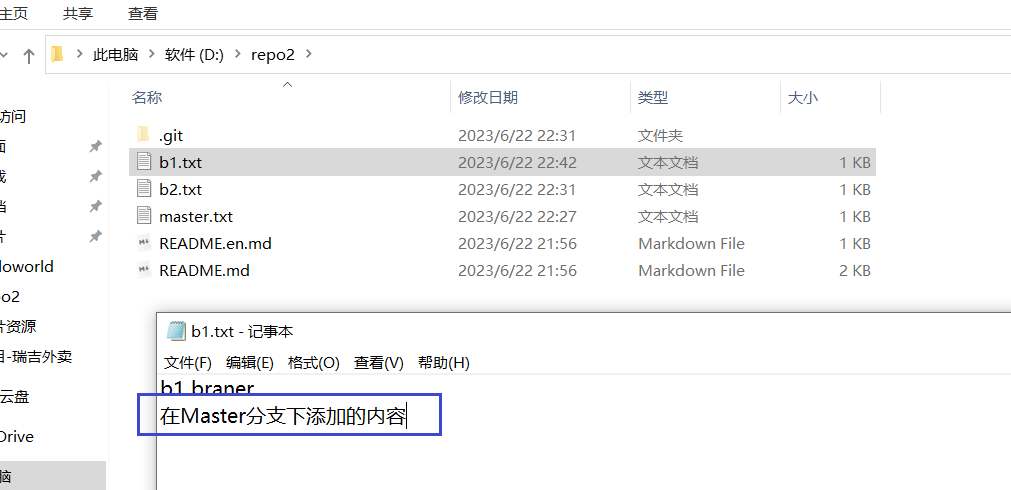 主页 共享 查看
此电脑 > 软件 (D:) > repo2 >
名称 修改日期 类型 大小
.git 2023/6/22 22:31 文件夹
b1.txt 2023/6/22 22:42 文本文档 1 KB
b2.txt 2023/6/22 22:31 文本文档 1 KB
master.txt 2023/6/22 22:27 文本文档 1 KB
README.en.md 2023/6/22 21:56 Markdown File 1 KB
README.md 2023/6/22 21:56 Markdown File 2 KB
访问
面
档
片
loworld
po2
片资源
目-瑞吉外卖
云盘
Drive
脑
b1.txt - 记事本
文件(F) 编辑(E) 格式(O) 查看(V) 帮助(H)
b1 braner
在Master分支下添加的内容